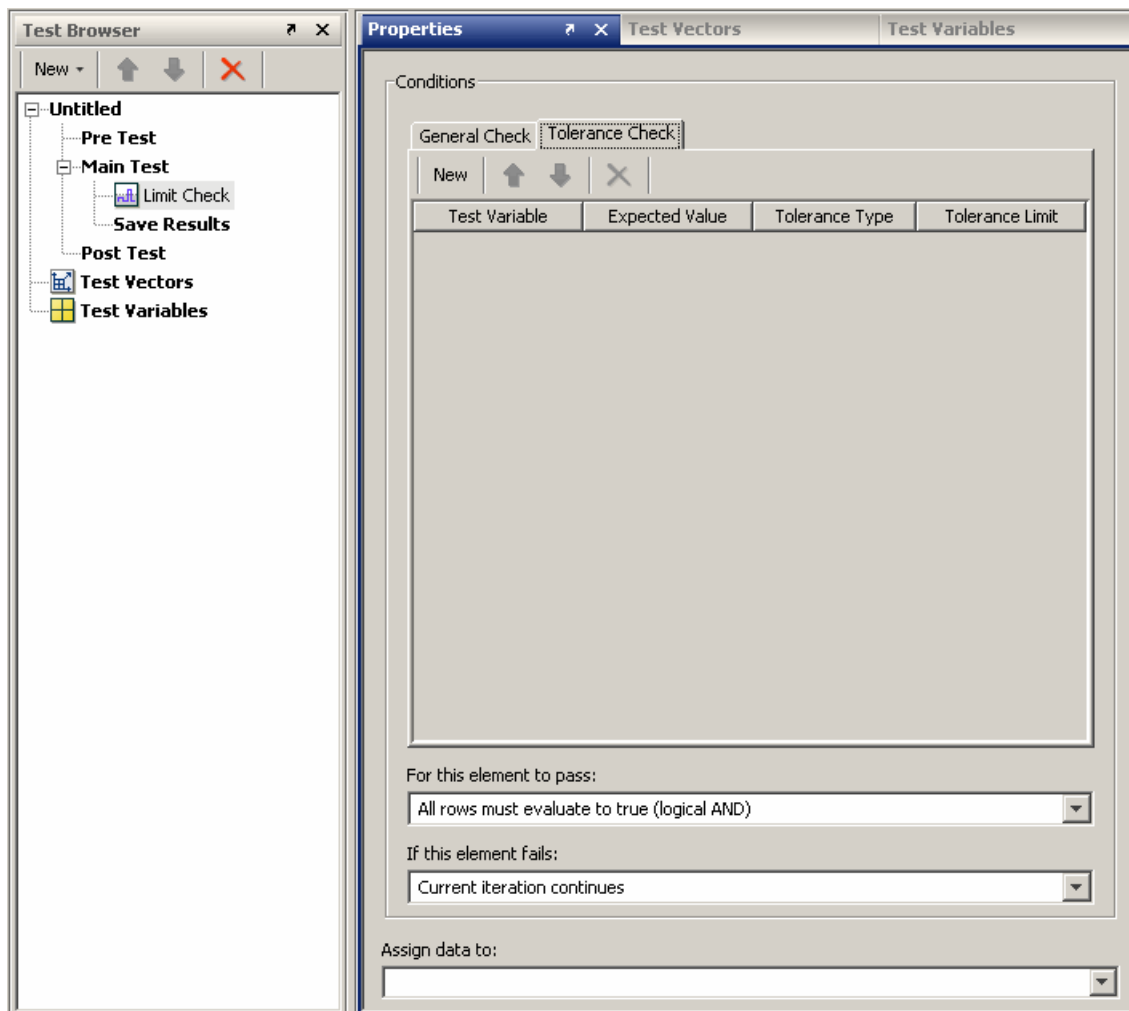 Test Browser
New
Untitled
Pre Test
Main Test
Limit Check
Save Results
Post Test
Test Vectors
Test Variables
Properties
Test Vectors
Test Variables
Conditions
General Check
Tolerance Check
New
Test Variable
Expected Value
Tolerance Type
Tolerance Limit
For this element to pass:
All rows must evaluate to true (logical AND)
If this element fails:
Current iteration continues
Assign data to: